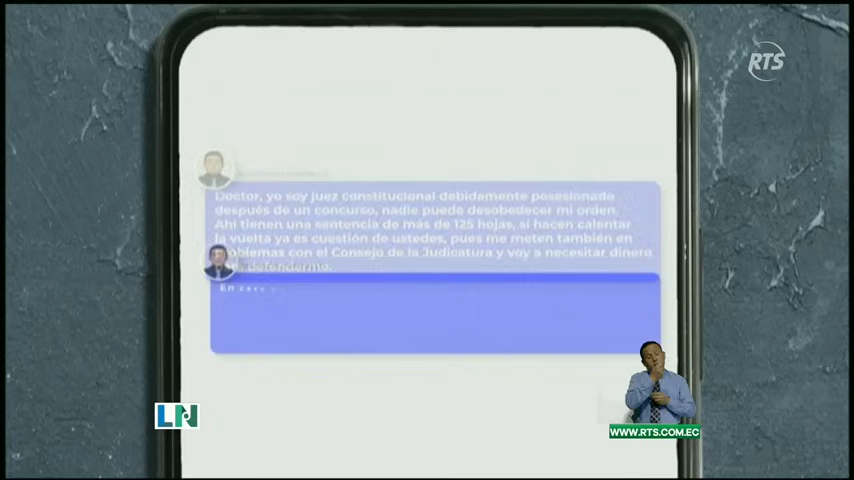 RTS
Doctor, yo soy juez constitucional debidamente posesionado
después de un concurso, nadie puede desobedecer mi orden.
Ahí tienen una sentencia de más de 125 hojas, si hacen calentar
la vuelta ya es cuestión de ustedes, pues me meten también en
problemas con el Consejo de la Judicatura y voy a necesitar dinero
defenderme.
En
LN
WWW.RTS.COM.EC